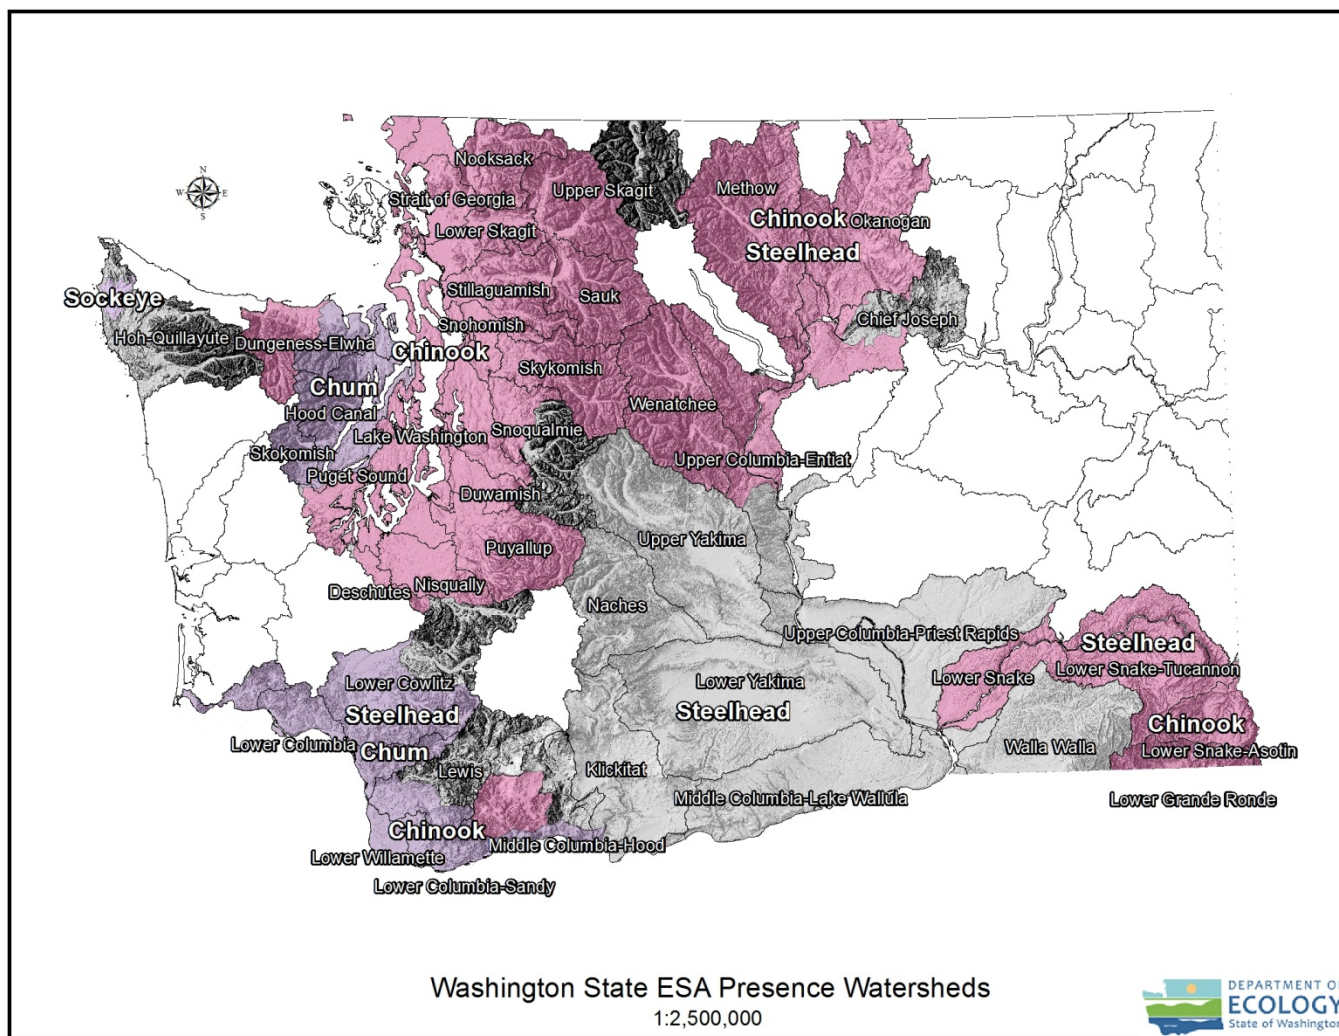 Nooksack
N
W E
S
Upper Skagit
Methow
Strait of Georgia
Chinook
Okanogan
Lower Skagit
Steelhead
Sockeye
Stillaguamish
Sauk
Chief Joseph
Snohomish
Hoh-Quillayute
Dungeness-Elwha
Chinook
Skykomish
Chum
Wenatchee
Hood Canal
Snoqualmie
Lake Washington
Skokomish
Upper Columbia-Entiat
Puget Sound
Duwamish
Upper Yakima
Puyallup
Nisqually
Deschutes
Naches
Upper Columbia-Priest Rapids
Steelhead
Lower Snake-Tucannon
Lower Snake
Lower Cowlitz
Lower Yakima
Steelhead
Steelhead
Chinook
Lower Columbia
Chum
Walla Walla
Lower Snake-Asotin
Lewis
Klickitat
Middle Columbia-Lake Wallula
Lower Grande Ronde
Chinook
Middle Columbia-Hood
Lower Willamette
Lower Columbia-Sandy
Washington State ESA Presence Watersheds
1:2,500,000
DEPARTMENT OF
ECOLOGY
State of Washington